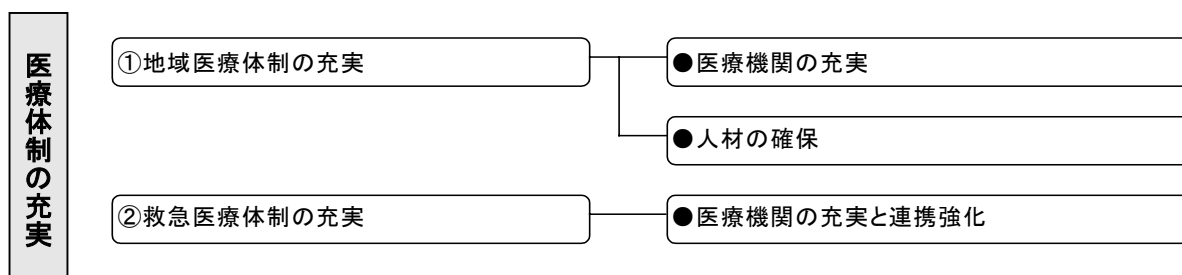 医療体制の充実
①地域医療体制の充実
●医療機関の充実
●人材の確保
②救急医療体制の充実
●医療機関の充実と連携強化